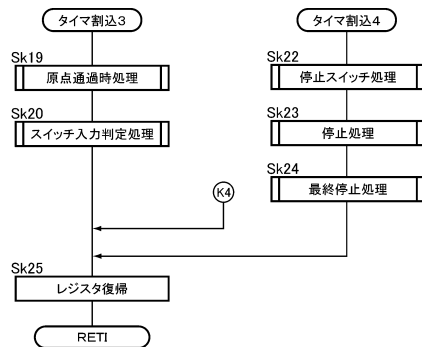 タイマ割込3
Sk19
原点通過時処理
Sk20
スイッチ入力判定処理
タイマ割込4
Sk22
停止スイッチ処理
Sk23
停止処理
Sk24
最終停止処理
K4
Sk25
レジスタ復帰
RETI